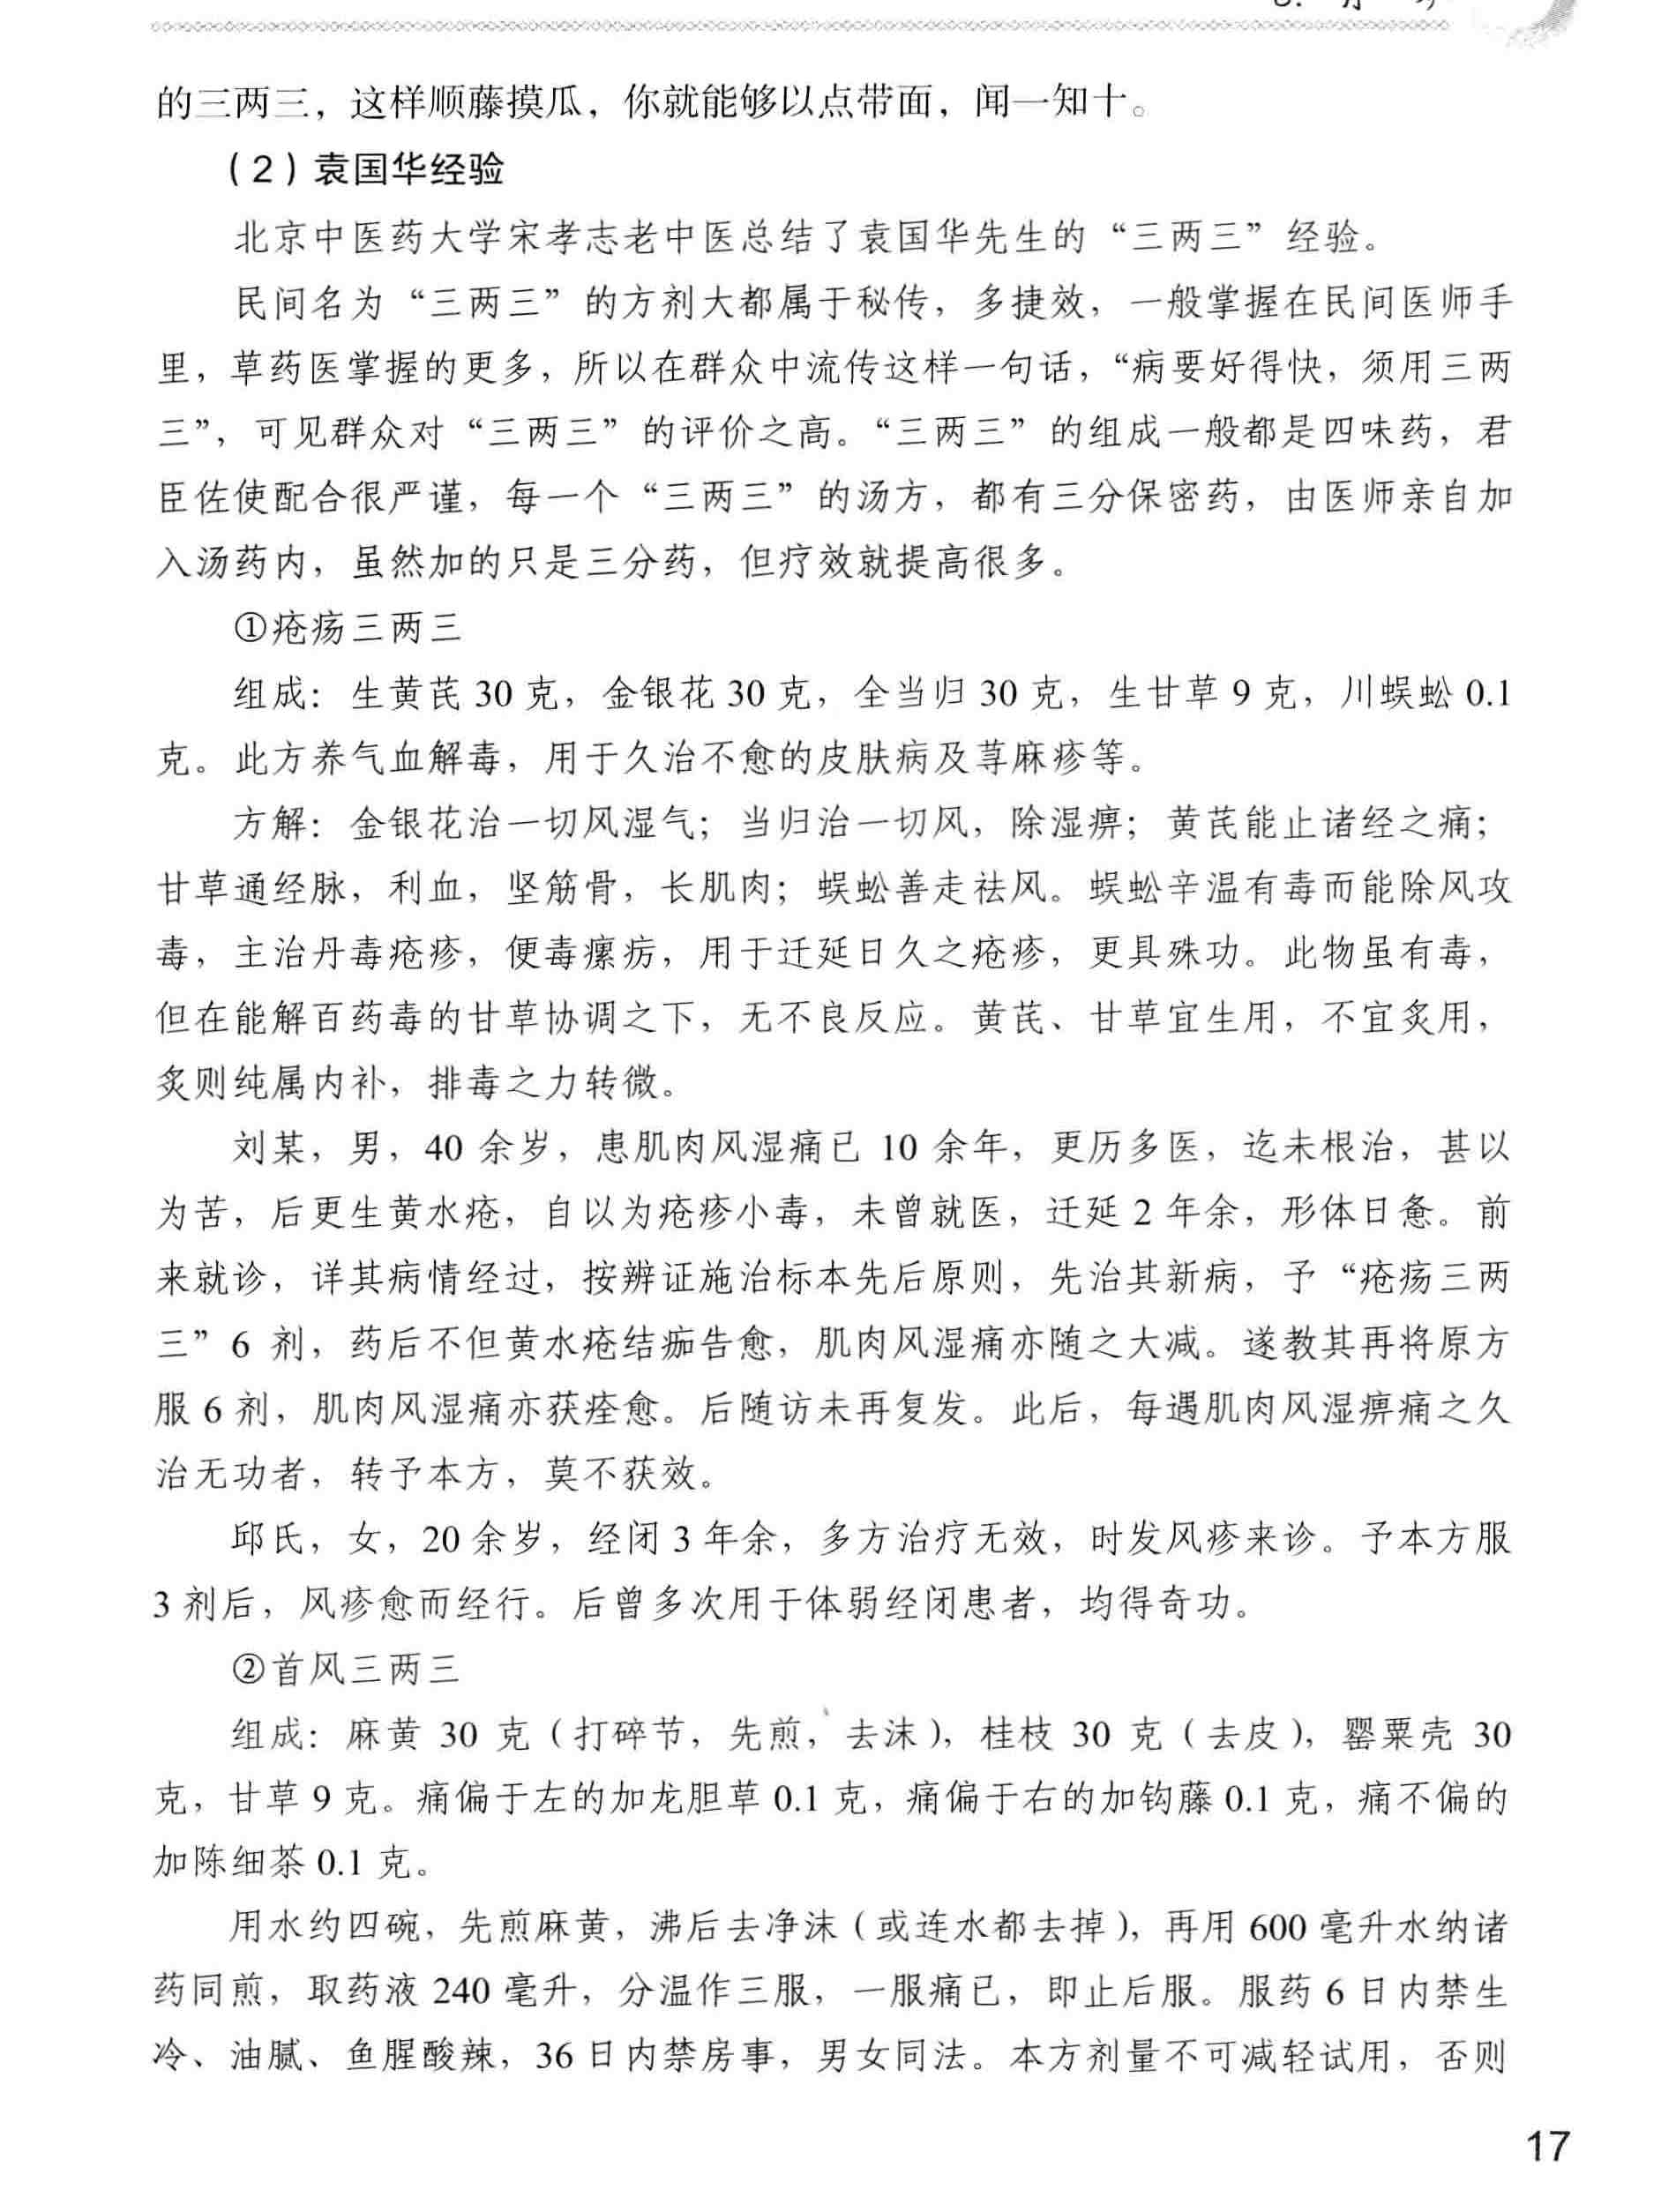 的三两三，这样顺藤摸瓜，你就能够以点带面，闻一知十。
（2）袁国华经验
北京中医药大学宋孝志老中医总结了袁国华先生的“三两三”经验。
民间名为“三两三”的方剂大都属于秘传，多捷效，一般掌握在民间医师手
里，草药医掌握的更多，所以在群众中流传这样一句话，“病要好得快，须用三两
三”，可见群众对“三两三”的评价之高。“三两三”的组成一般都是四味药，君
臣佐使配合很严谨，每一个“三两三”的汤方，都有三分保密药，由医师亲自加
入汤药内，虽然加的只是三分药，但疗效就提高很多。
①疮疡三两三
组成：生黄芪 30 克，金银花 30 克，全当归 30 克，生甘草 9 克，川蜈蚣 0.1
克。此方养气血解毒，用于久治不愈的皮肤病及荨麻疹等。
方解：金银花治一切风湿气；当归治一切风，除湿痹；黄芪能止诸经之痛；
甘草通经脉，利血，坚筋骨，长肌肉；蜈蚣善走祛风。蜈蚣辛温有毒而能除风攻
毒，主治丹毒疮疹，便毒瘰疬，用于迁延日久之疮疹，更具殊功。此物虽有毒，
但在能解百药毒的甘草协调之下，无不良反应。黄芪、甘草宜生用，不宜炙用，
炙则纯属内补，排毒之力转微。
刘某，男，40 余岁，患肌肉风湿痛已 10 余年，更历多医，迄未根治，甚以
为苦，后更生黄水疮，自以为疮疹小毒，未曾就医，迁延 2 年余，形体日惫。前
来就诊，详其病情经过，按辨证施治标本先后原则，先治其新病，予“疮疡三两
三”6 剂，药后不但黄水疮结痂告愈，肌肉风湿痛亦随之大减。遂教其再将原方
服 6 剂，肌肉风湿痛亦获痊愈。后随访未再复发。此后，每遇肌肉风湿痹痛之久
治无功者，转予本方，莫不获效。
邱氏，女，20 余岁，经闭 3 年余，多方治疗无效，时发风疹来诊。予本方服
3 剂后，风疹愈而经行。后曾多次用于体弱经闭患者，均得奇功。
②首风三两三
组成：麻黄 30 克（打碎节，先煎，去沫），桂枝 30 克（去皮），罂粟壳 30
克，甘草 9 克。痛偏于左的加龙胆草 0.1 克，痛偏于右的加钩藤 0.1 克，痛不偏的
加陈细茶 0.1 克。
用水约四碗，先煎麻黄，沸后去净沫（或连水都去掉），再用 600 毫升水纳诸
药同煎，取药液 240 毫升，分温作三服，一服痛已，即止后服。服药 6 日内禁生
冷、油腻、鱼腥酸辣，36 日内禁房事，男女同法。本方剂量不可减轻试用，否则
17